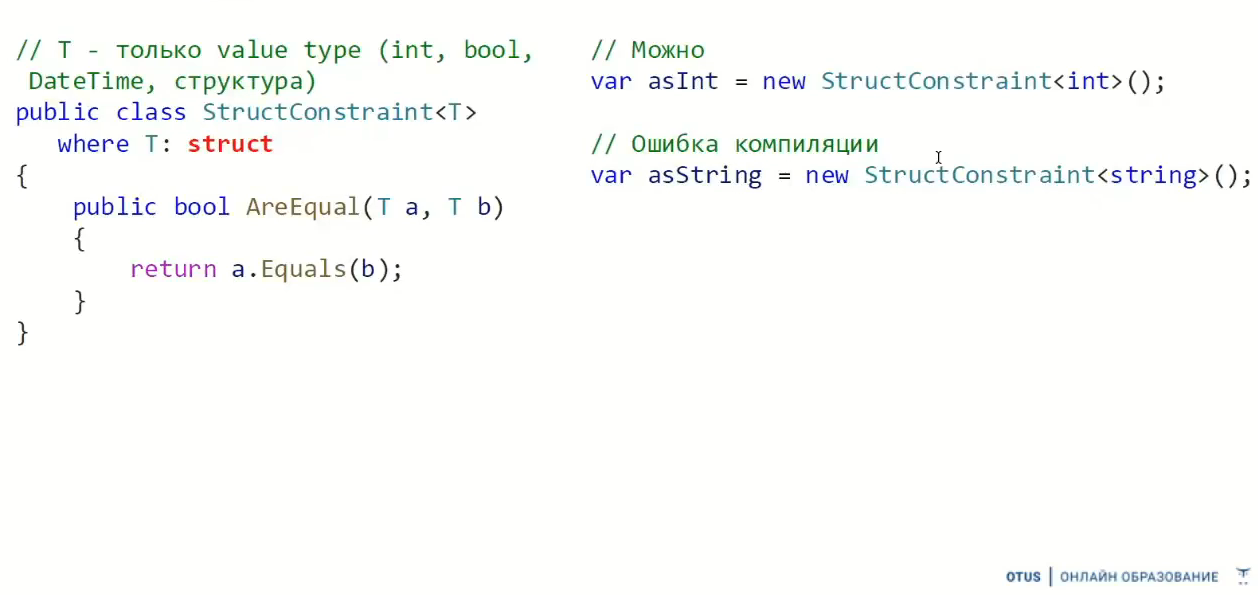 // T - только value type (int, bool,
DateTime, структура)
public class StructConstraint<T>
where T: struct
{
public bool AreEqual(T a, T b)
{
return a.Equals(b);
}
}
// Можно
var asInt = new StructConstraint<int>();
// Ошибка компиляции
var asString = new StructConstraint<string>();
OTUS | ОНЛАЙН ОБРАЗОВАНИЕ